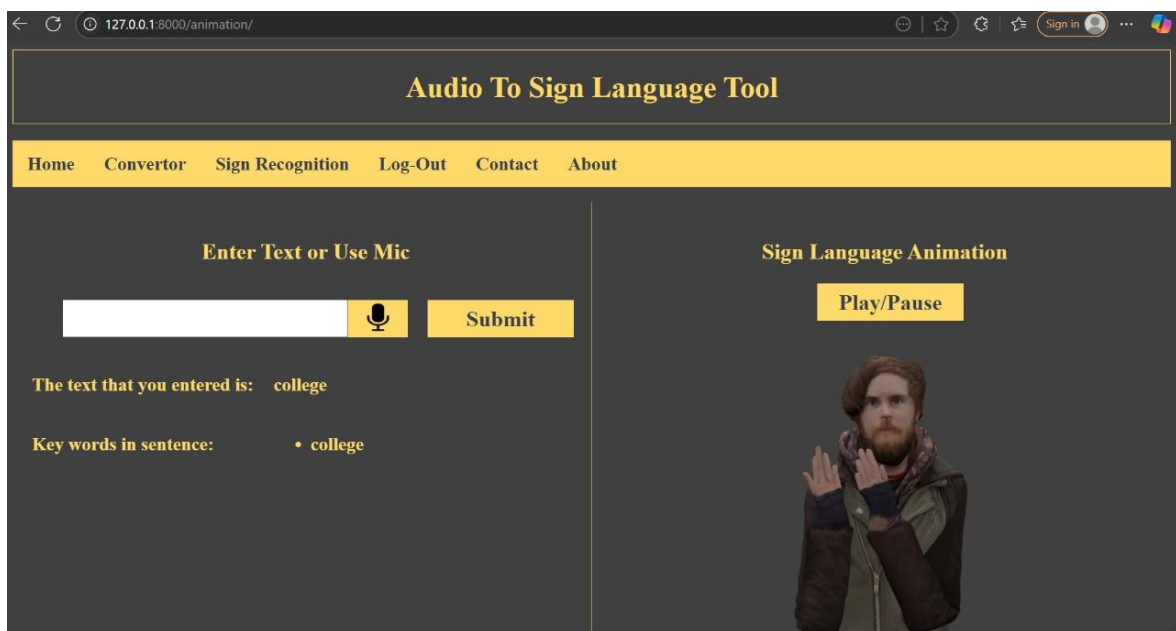 127.0.0.1:8000/animation/
Sign in
Audio To Sign Language Tool
Home Convertor Sign Recognition Log-Out Contact About
Enter Text or Use Mic
Submit
The text that you entered is: college
Key words in sentence: • college
Sign Language Animation
Play/Pause